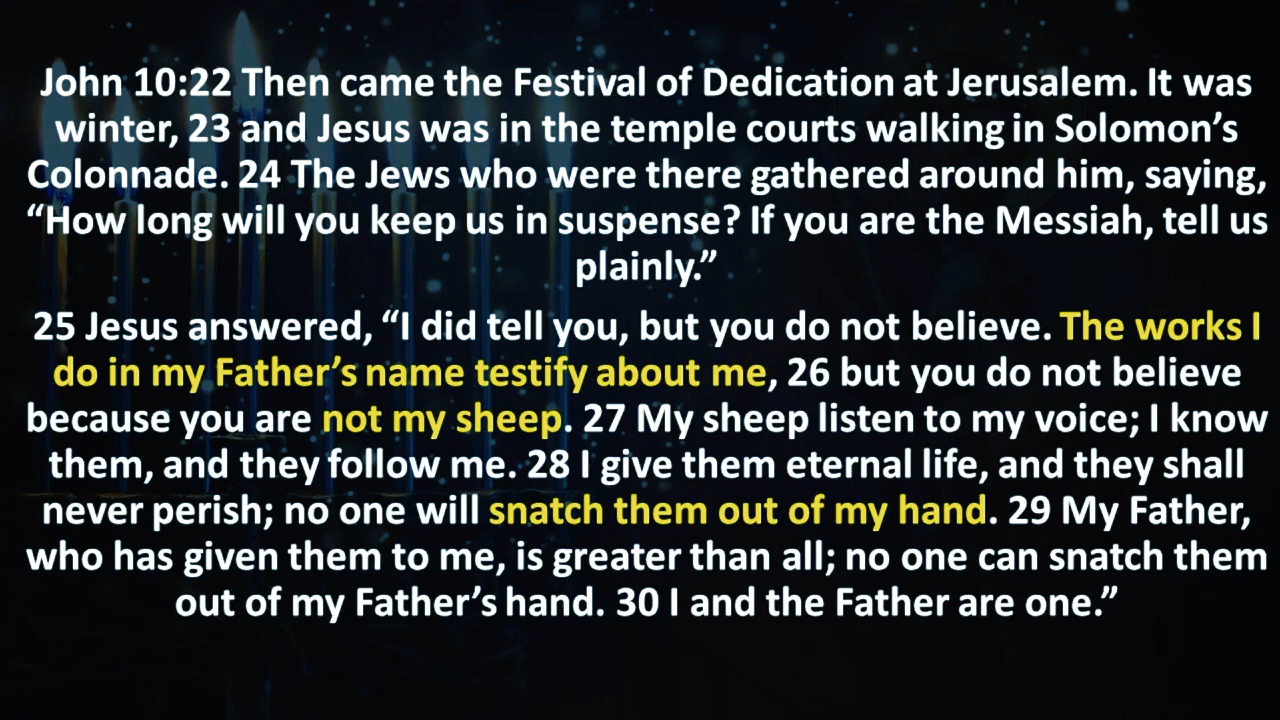 John 10:22 Then came the Festival of Dedication at Jerusalem. It was
winter, 23 and Jesus was in the temple courts walking in Solomon’s
Colonnade. 24 The Jews who were there gathered around him, saying,
“How long will you keep us in suspense? If you are the Messiah, tell us
plainly.”
25 Jesus answered, “I did tell you, but you do not believe. The works I
do in my Father’s name testify about me, 26 but you do not believe
because you are not my sheep. 27 My sheep listen to my voice; I know
them, and they follow me. 28 I give them eternal life, and they shall
never perish; no one will snatch them out of my hand. 29 My Father,
who has given them to me, is greater than all; no one can snatch them
out of my Father’s hand. 30 I and the Father are one.”